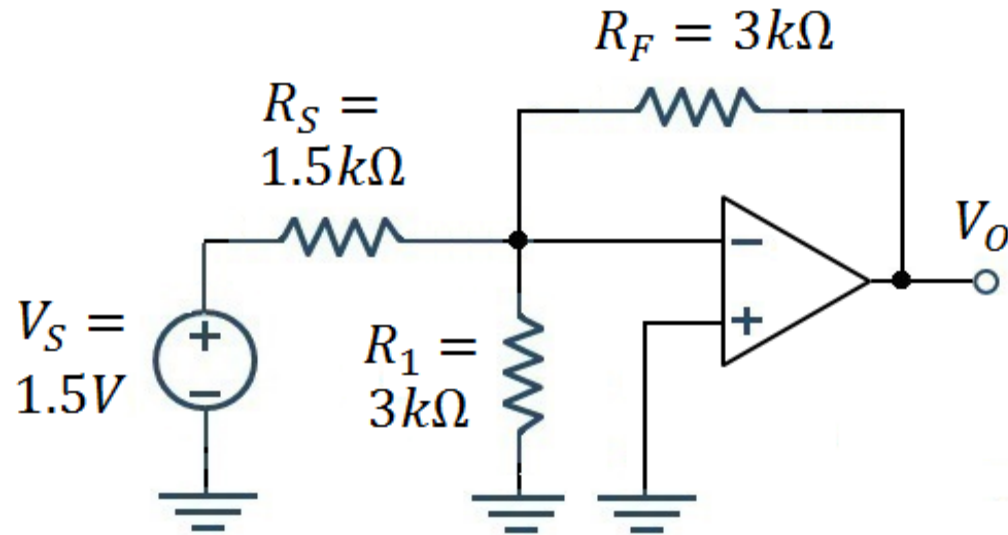 R_F = 3kΩ
R_S =
1.5kΩ
V_O
−
+
V_S =
1.5V
+
−
R_1 =
3kΩ